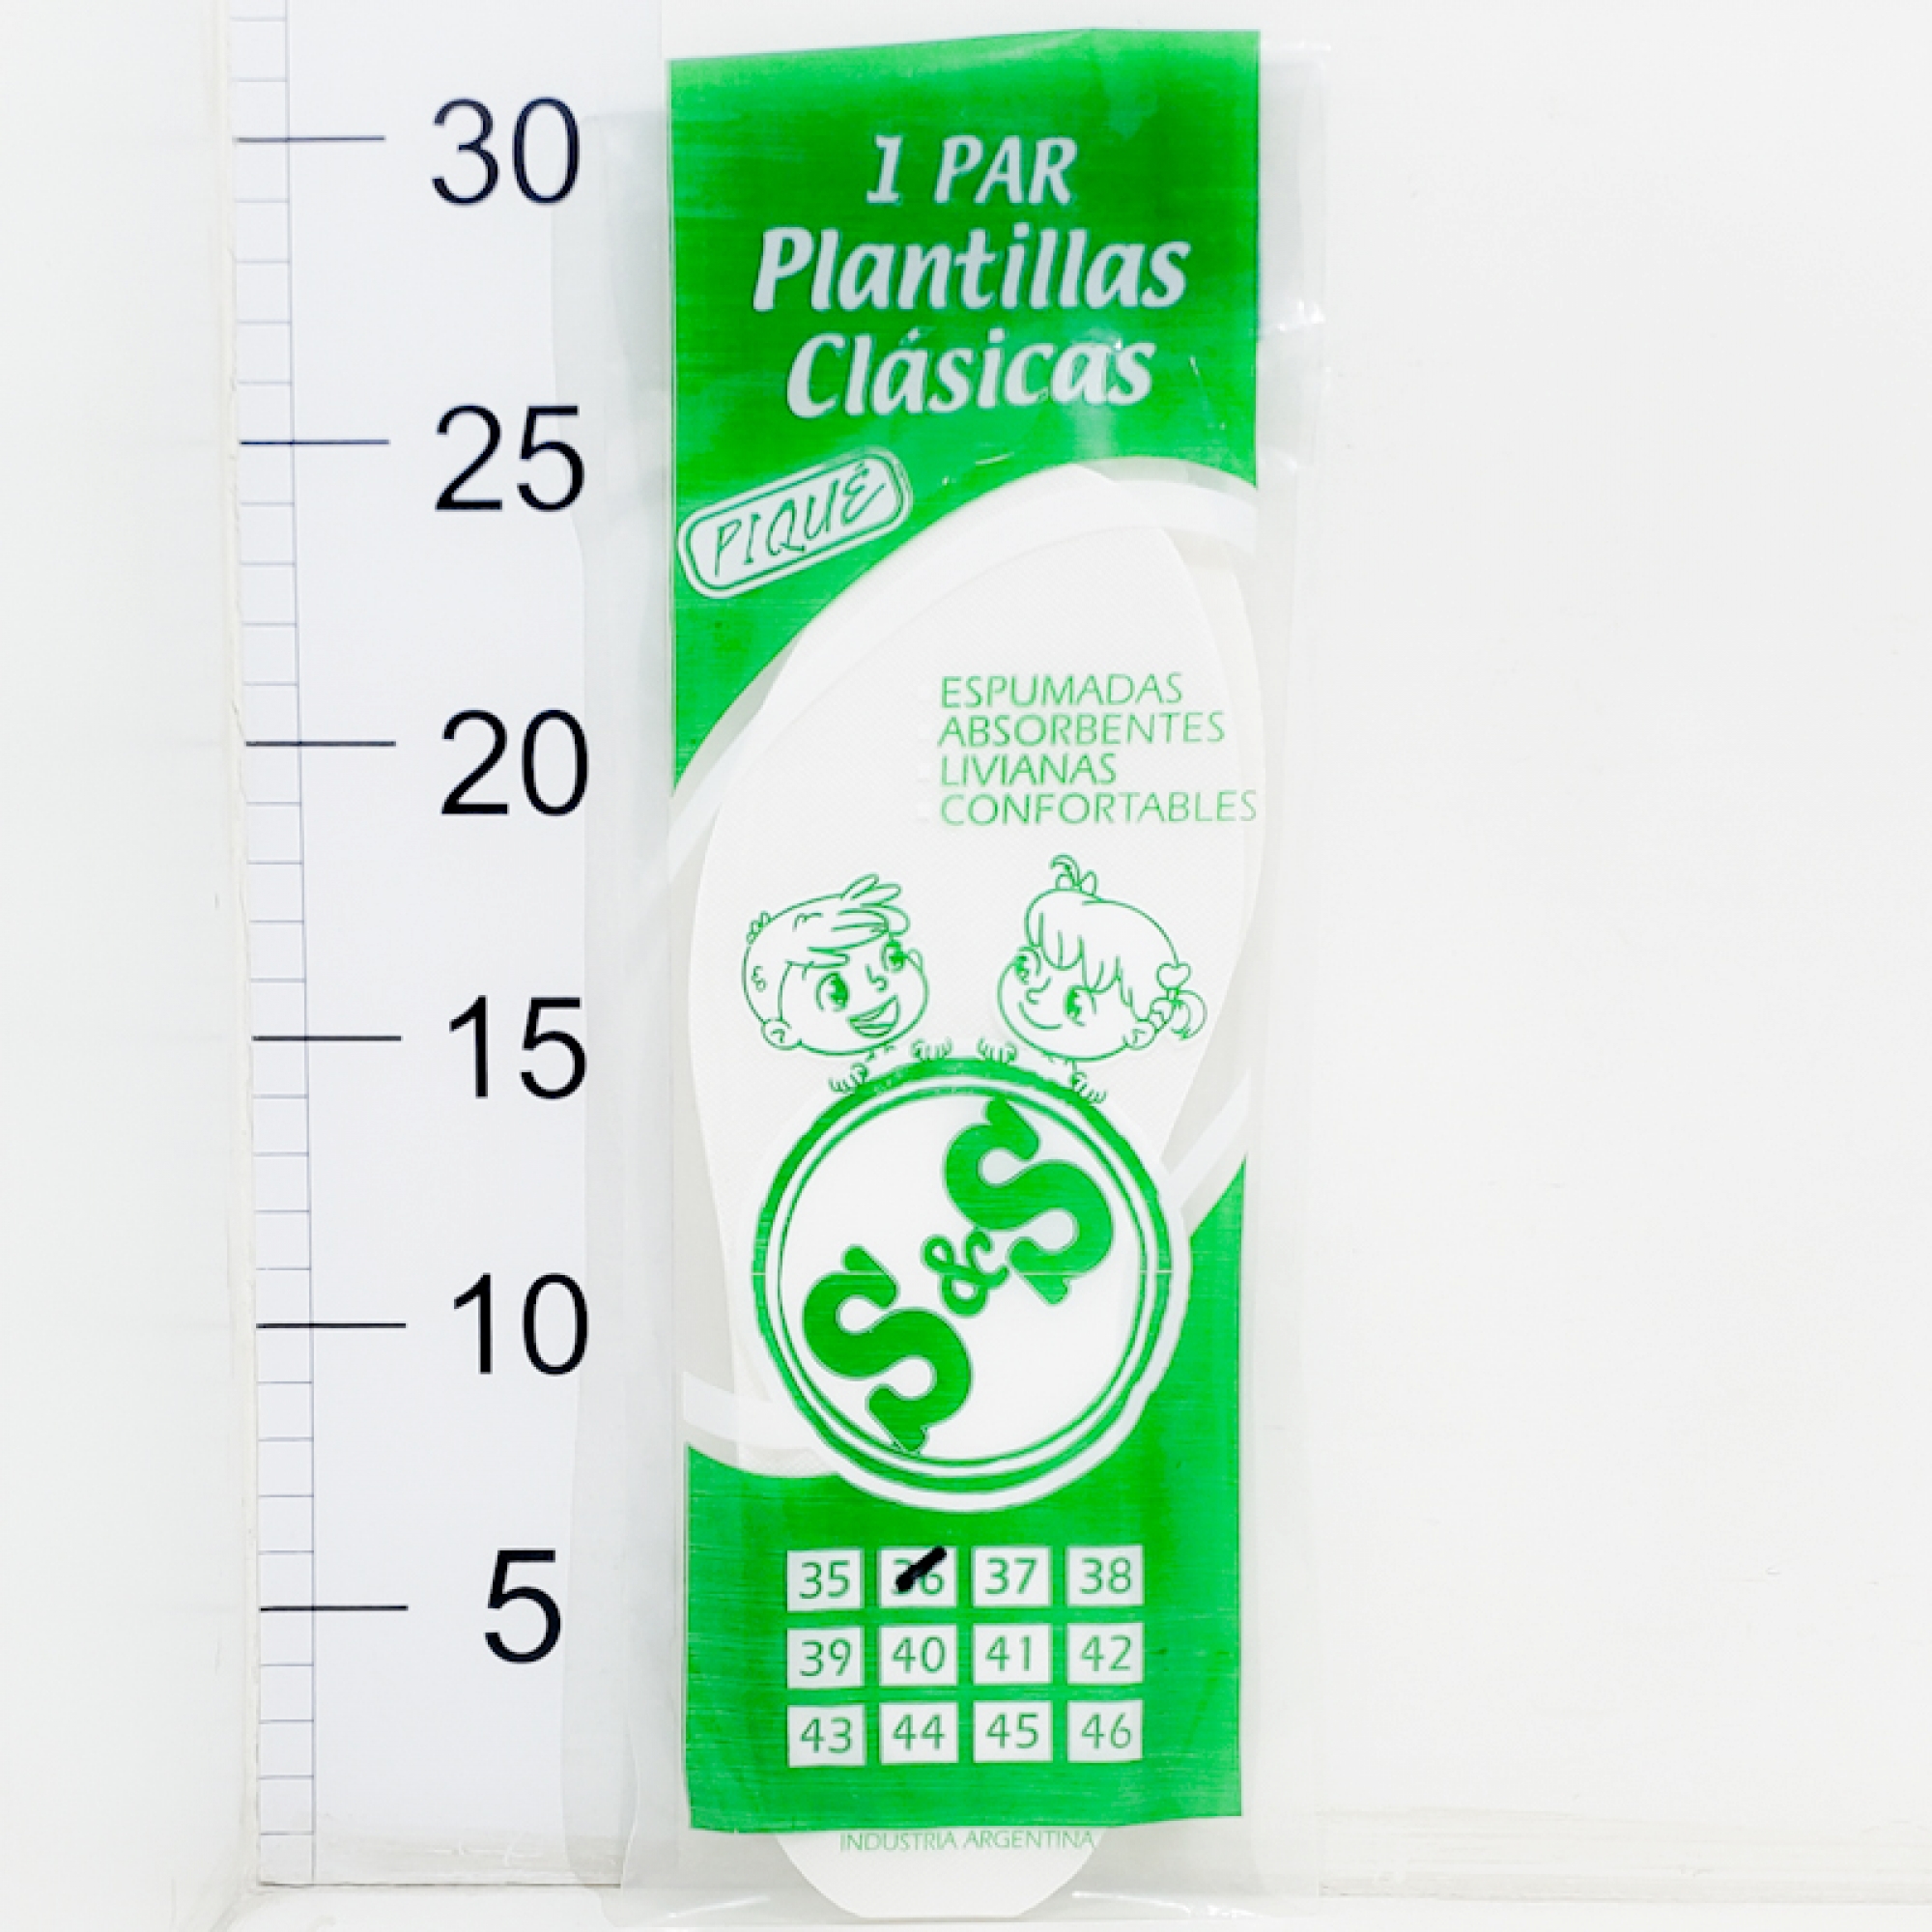 30
25
20
15
10
5
1 PAR
Plantillas
Clásicas
PIQUÉ
ESPUMADAS
ABSORBENTES
LIVIANAS
CONFORTABLES
S&S
35 36 37 38
39 40 41 42
43 44 45 46
INDUSTRIA ARGENTINA